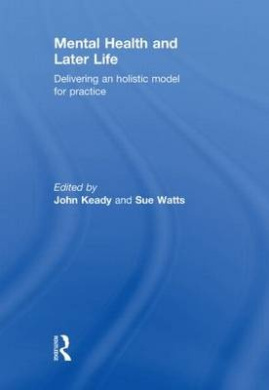 Mental Health and
Later Life
Delivering an holistic model
for practice
Edited by
John Keady and Sue Watts
R
ROUTLEDGE